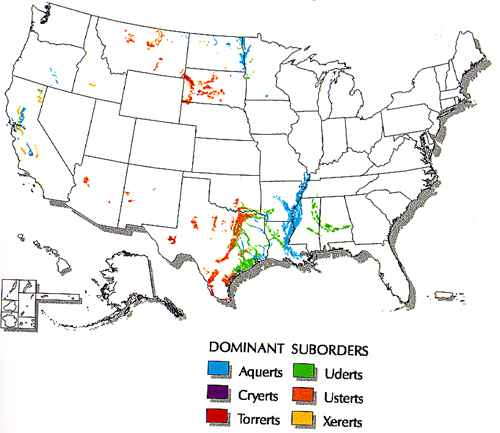 DOMINANT SUBORDERS
Aquerts Uderts
Cryerts Usterts
Torrerts Xererts